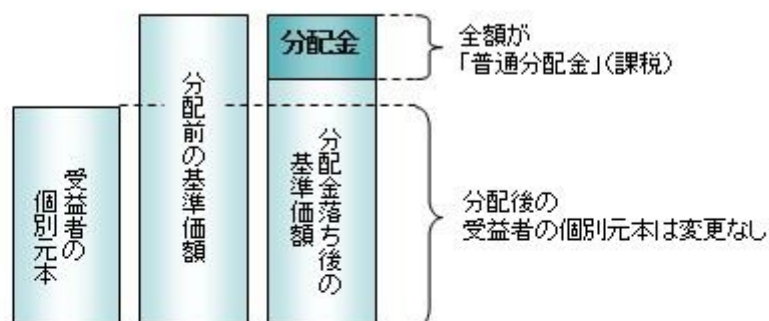 受益者の
個別元本
分配前の基準価額
分配金
分配金落ち後の
基準価額
全額が
「普通分配金」(課税)
分配後の
受益者の個別元本は変更なし